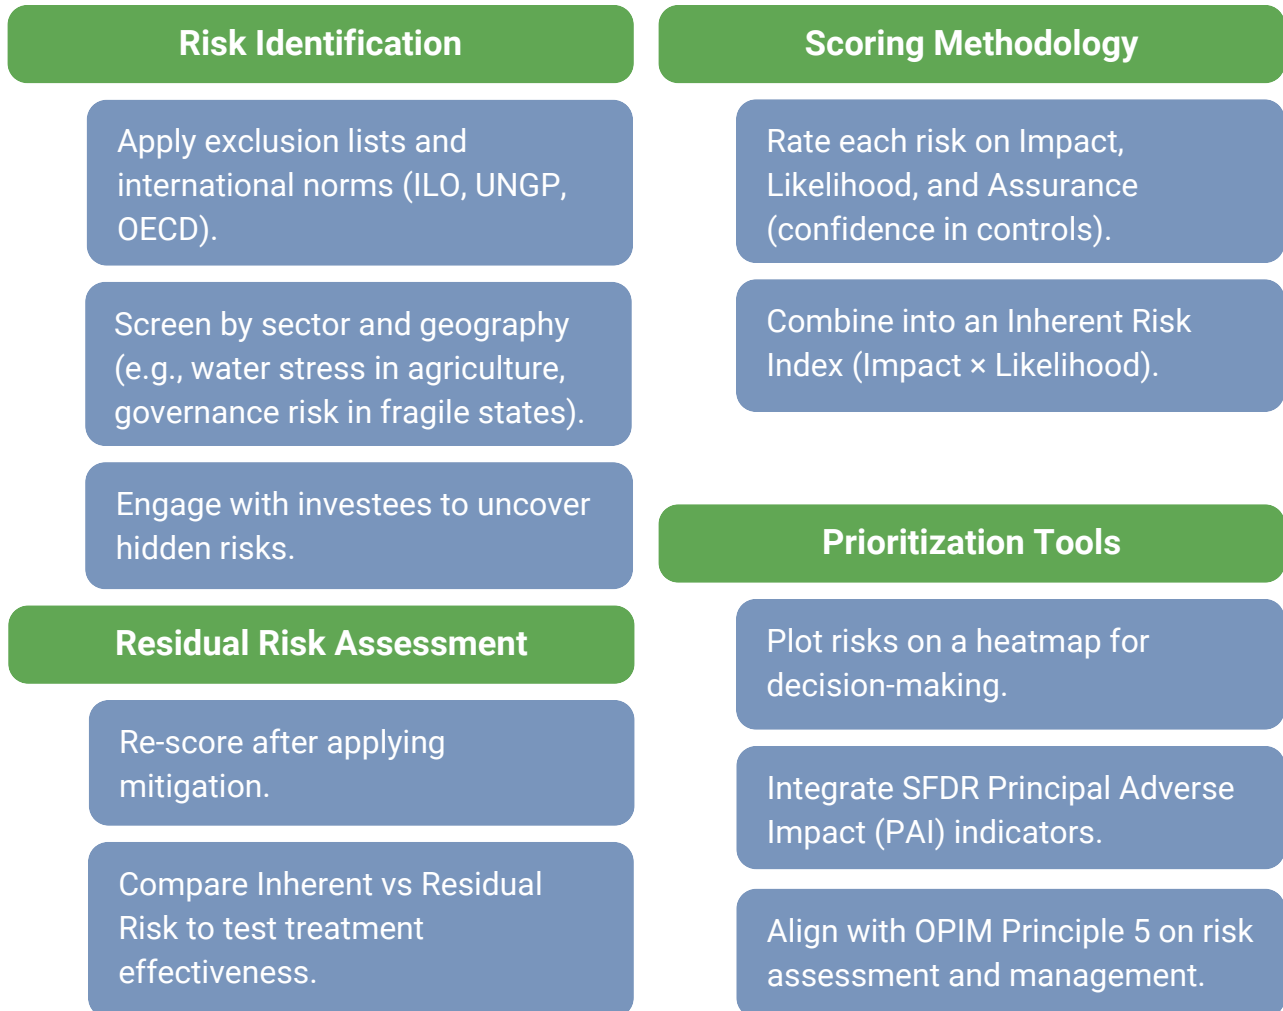 Risk Identification
Apply exclusion lists and
international norms (ILO, UNGP,
OECD).
Screen by sector and geography
(e.g., water stress in agriculture,
governance risk in fragile states).
Engage with investees to uncover
hidden risks.
Residual Risk Assessment
Re-score after applying
mitigation.
Compare Inherent vs Residual
Risk to test treatment
effectiveness.
Scoring Methodology
Rate each risk on Impact,
Likelihood, and Assurance
(confidence in controls).
Combine into an Inherent Risk
Index (Impact × Likelihood).
Prioritization Tools
Plot risks on a heatmap for
decision-making.
Integrate SFDR Principal Adverse
Impact (PAI) indicators.
Align with OPIM Principle 5 on risk
assessment and management.